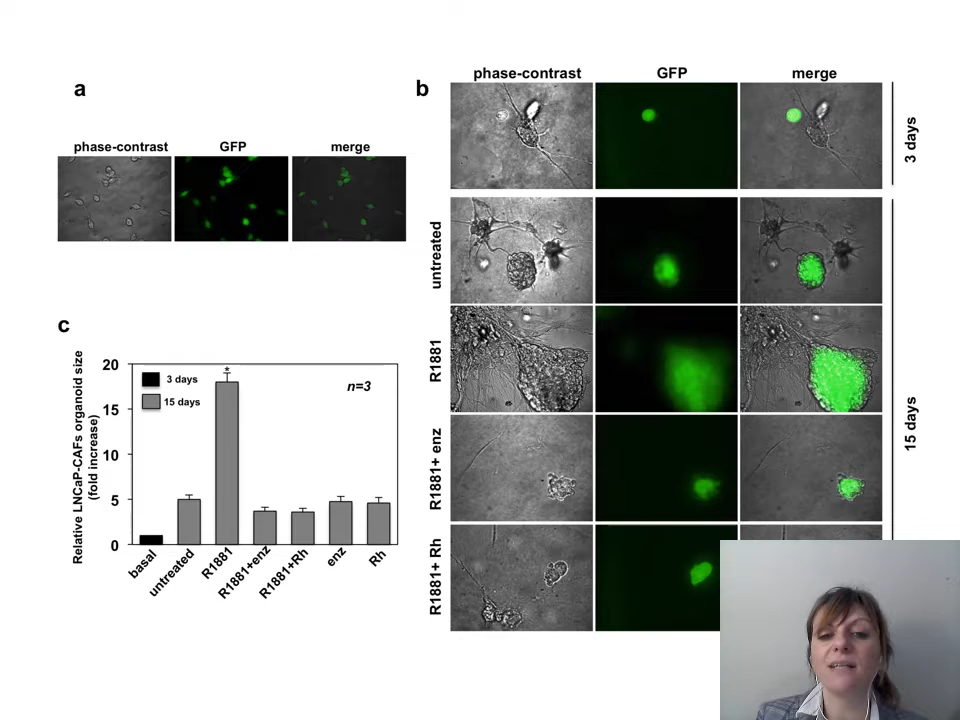 a
phase-contrast GFP merge
b
phase-contrast GFP merge
3 days
untreated
R1881
R1881+ enz
R1881+ Rh
15 days
c
Relative LNCaP-CAFs organoid size
(fold increase)
20
15
10
5
0
3 days
15 days
*
n=3
basal
untreated
R1881
R1881+enz
R1881+Rh
enz
Rh